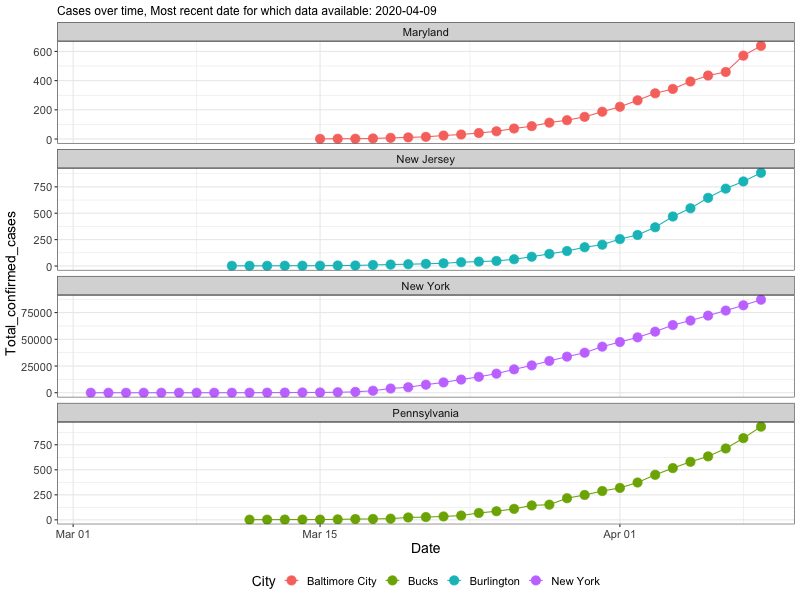 Cases over time, Most recent date for which data available: 2020-04-09
Maryland
600
400
200
0
New Jersey
750
500
250
0
New York
75000
50000
25000
0
Pennsylvania
750
500
250
0
Total_confirmed_cases
Mar 01 Mar 15 Apr 01
Date
City Baltimore City Bucks Burlington New York